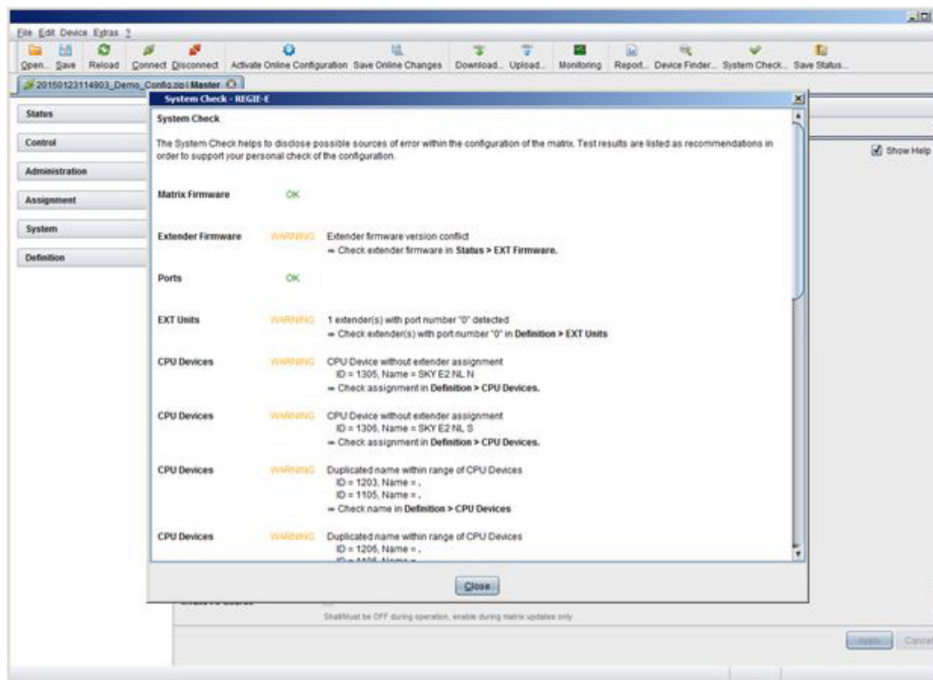 File Edit Device Extras ?
Open... Save Reload Connect Disconnect Activate Online Configuration Save Online Changes Download... Upload... Monitoring Report... Device Finder... System Check... Save Status...
20150123114903_Demo_Config.zip | Master
System Check - REGIE-E
Status
Control
Administration
Assignment
System
Definition
Show Help
System Check
The System Check helps to disclose possible sources of error within the configuration of the matrix. Test results are listed as recommendations in
order to support your personal check of the configuration.
Matrix Firmware OK
Extender Firmware WARNING Extender firmware version conflict
⇒ Check extender firmware in Status > EXT Firmware.
Ports OK
EXT Units WARNING 1 extender(s) with port number "0" detected
⇒ Check extender(s) with port number "0" in Definition > EXT Units
CPU Devices WARNING CPU Device without extender assignment
ID = 1305, Name = SKY E2 NL N
⇒ Check assignment in Definition > CPU Devices.
CPU Devices WARNING CPU Device without extender assignment
ID = 1306, Name = SKY E2 NL S
⇒ Check assignment in Definition > CPU Devices.
CPU Devices WARNING Duplicated name within range of CPU Devices
ID = 1203, Name = .
ID = 1105, Name = .
⇒ Check name in Definition > CPU Devices
CPU Devices WARNING Duplicated name within range of CPU Devices
ID = 1206, Name = .
Close
Shall/Must be OFF during operation, enable during matrix updates only
Apply Cancel